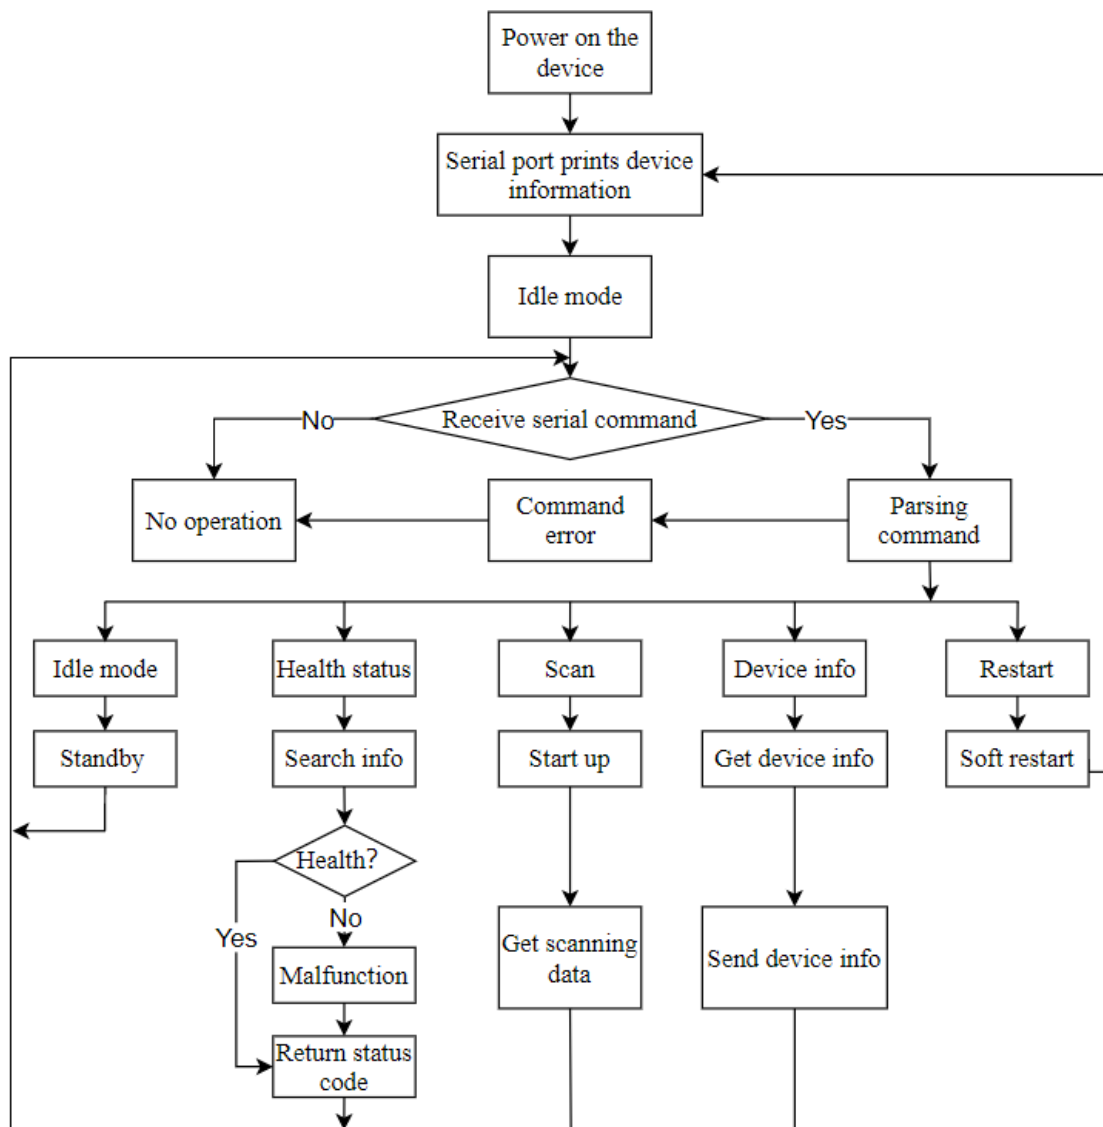 Power on the
device
Serial port prints device
information
Idle mode
No
Receive serial command
Yes
No operation
Command
error
Parsing
command
Idle mode
Health status
Scan
Device info
Restart
Standby
Search info
Start up
Get device info
Soft restart
Health?
No
Yes
Malfunction
Get scanning
data
Send device info
Return status
code